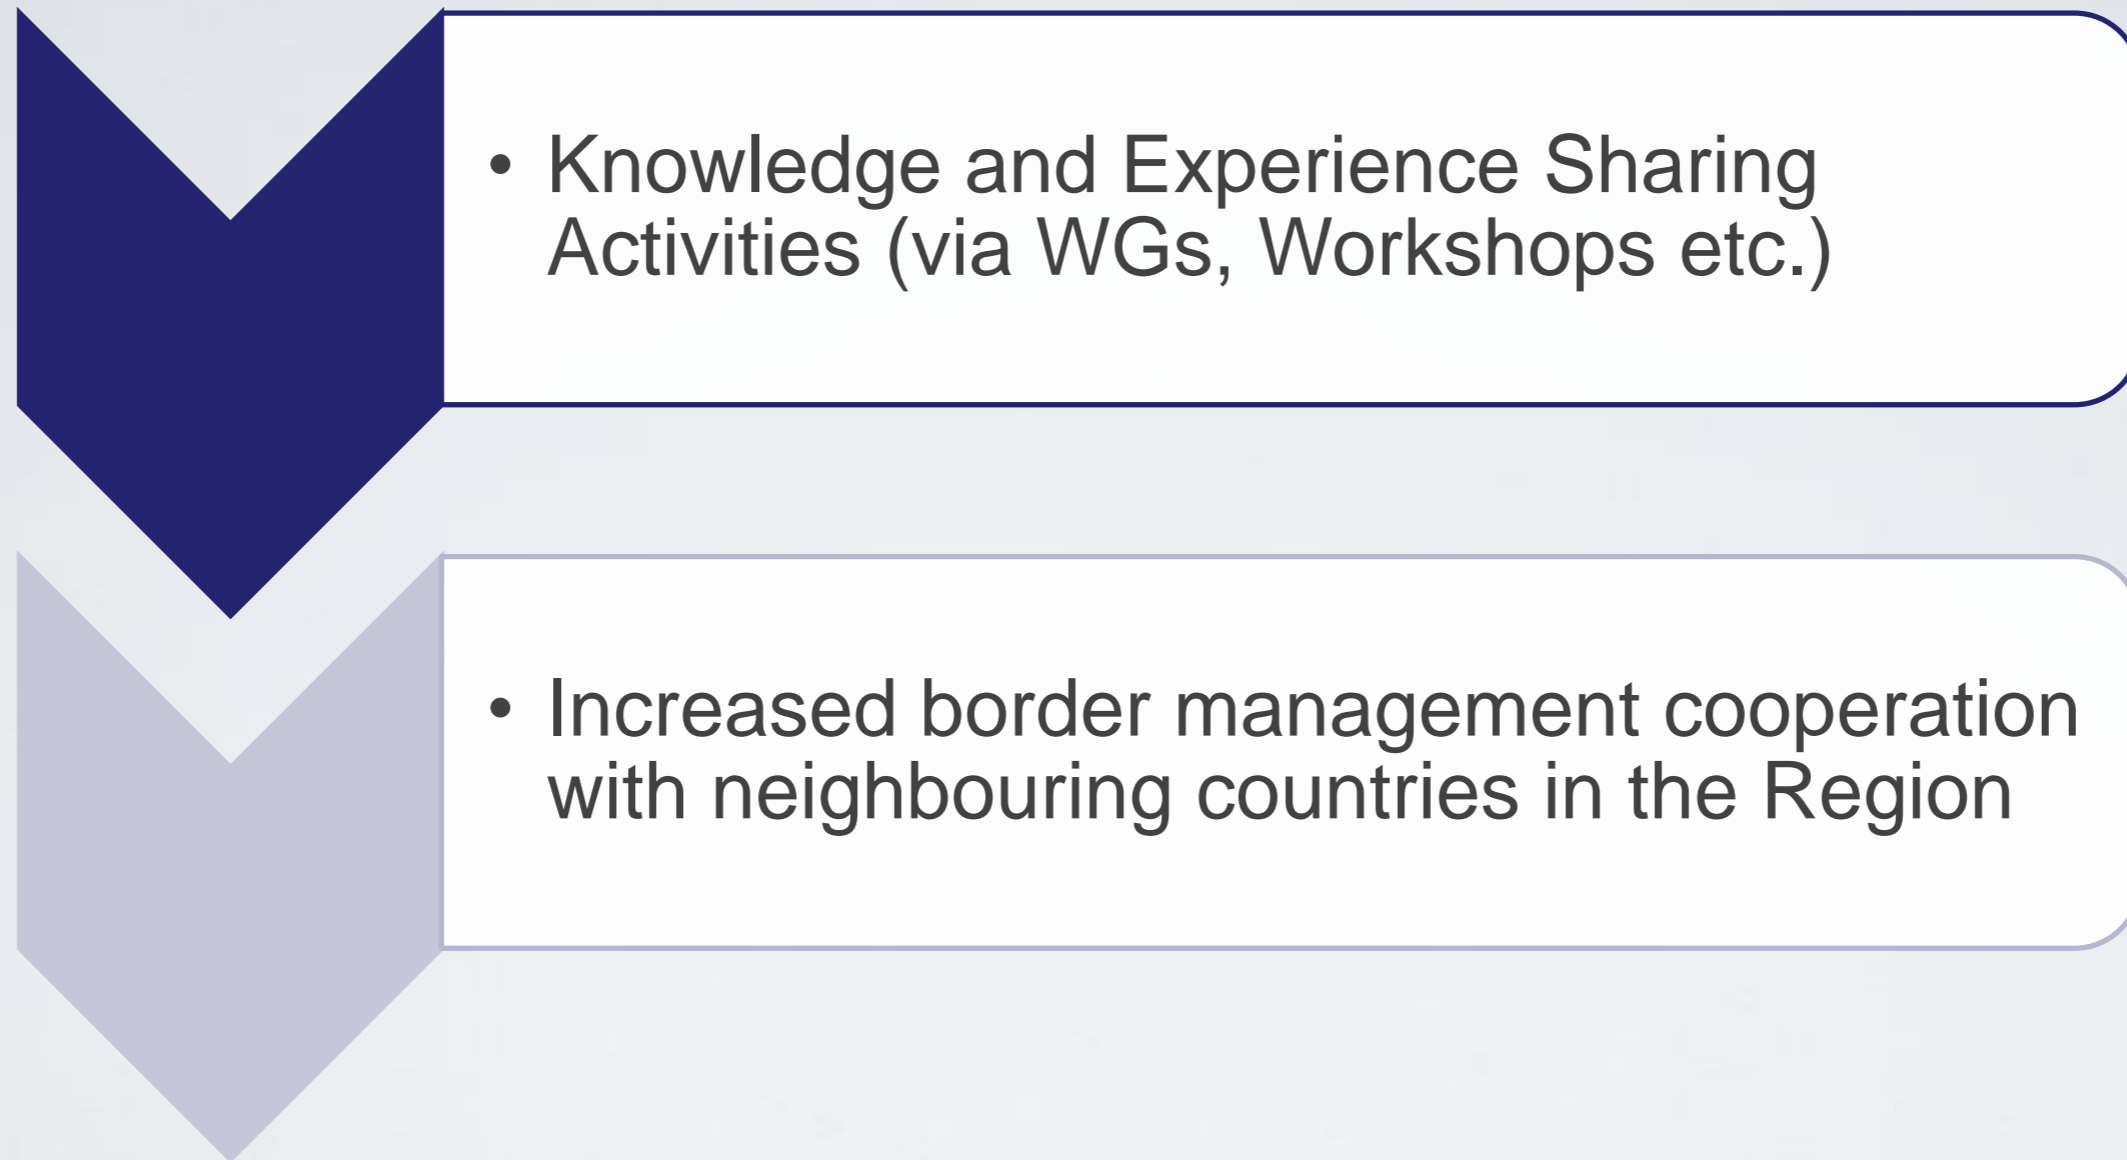 • Knowledge and Experience Sharing
Activities (via WGs, Workshops etc.)
• Increased border management cooperation
with neighbouring countries in the Region